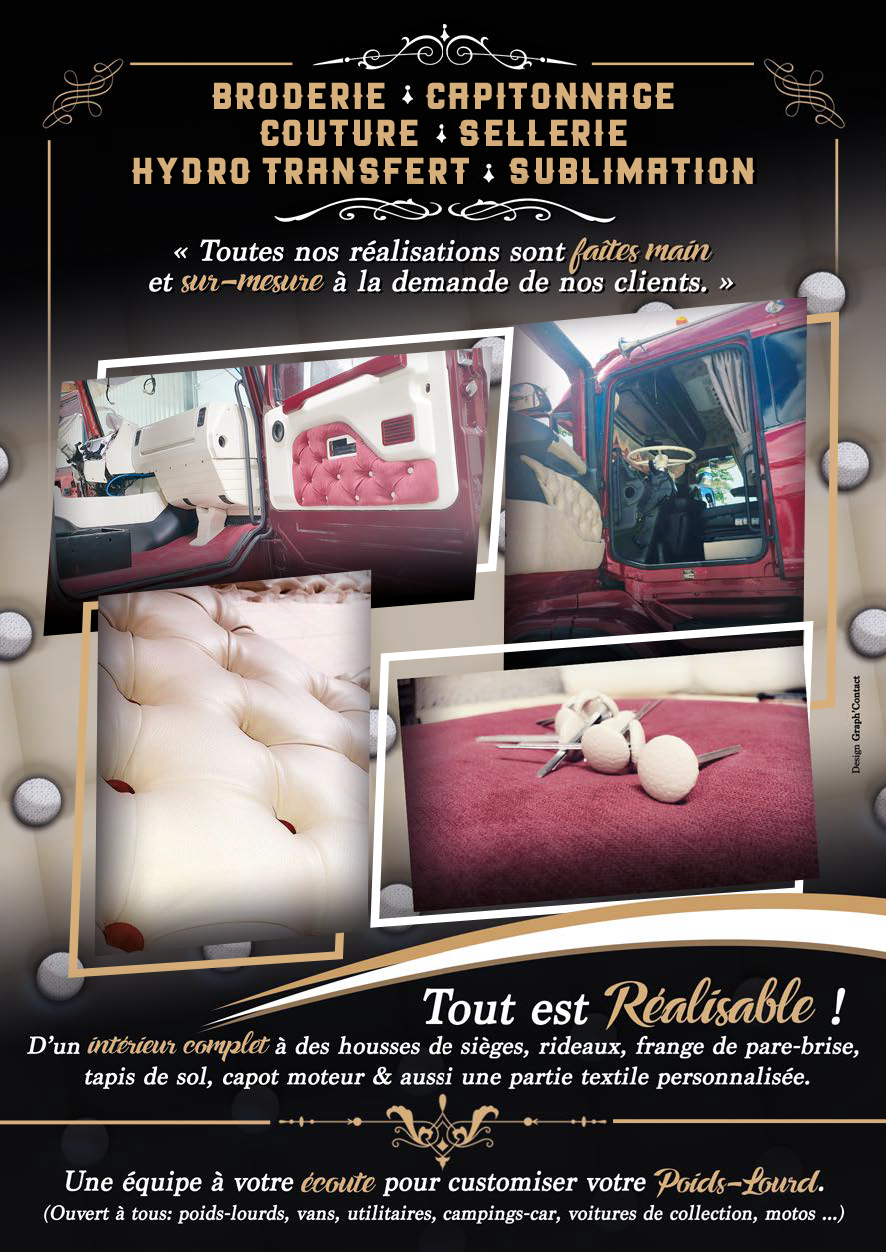 BRODERIE CAPITONNAGE
COUTURE SELLERIE
HYDRO TRANSFERT SUBLIMATION
« Toutes nos réalisations sont faîtes main
et sur-mesure à la demande de nos clients. »
Design Graph'Contact
Tout est Réalisable !
D'un intérieur complet à des housses de sièges, rideaux, frange de pare-brise,
tapis de sol, capot moteur & aussi une partie textile personnalisée.
Une équipe à votre écoute pour customiser votre Poids-Lourd.
(Ouvert à tous: poids-lourds, vans, utilitaires, campings-car, voitures de collection, motos ...)